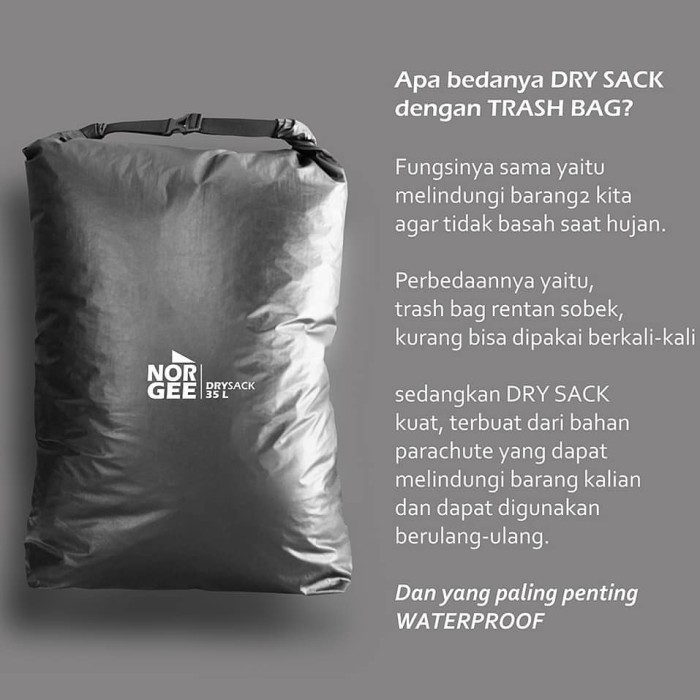 Apa bedanya DRY SACK
dengan TRASH BAG?
Fungsinya sama yaitu
melindungi barang2 kita
agar tidak basah saat hujan.
Perbedaannya yaitu,
trash bag rentan sobek,
kurang bisa dipakai berkali-kali
sedangkan DRY SACK
kuat, terbuat dari bahan
parachute yang dapat
melindungi barang kalian
dan dapat digunakan
berulang-ulang.
Dan yang paling penting
WATERPROOF
NOR
GEE
DRYSACK
35 L